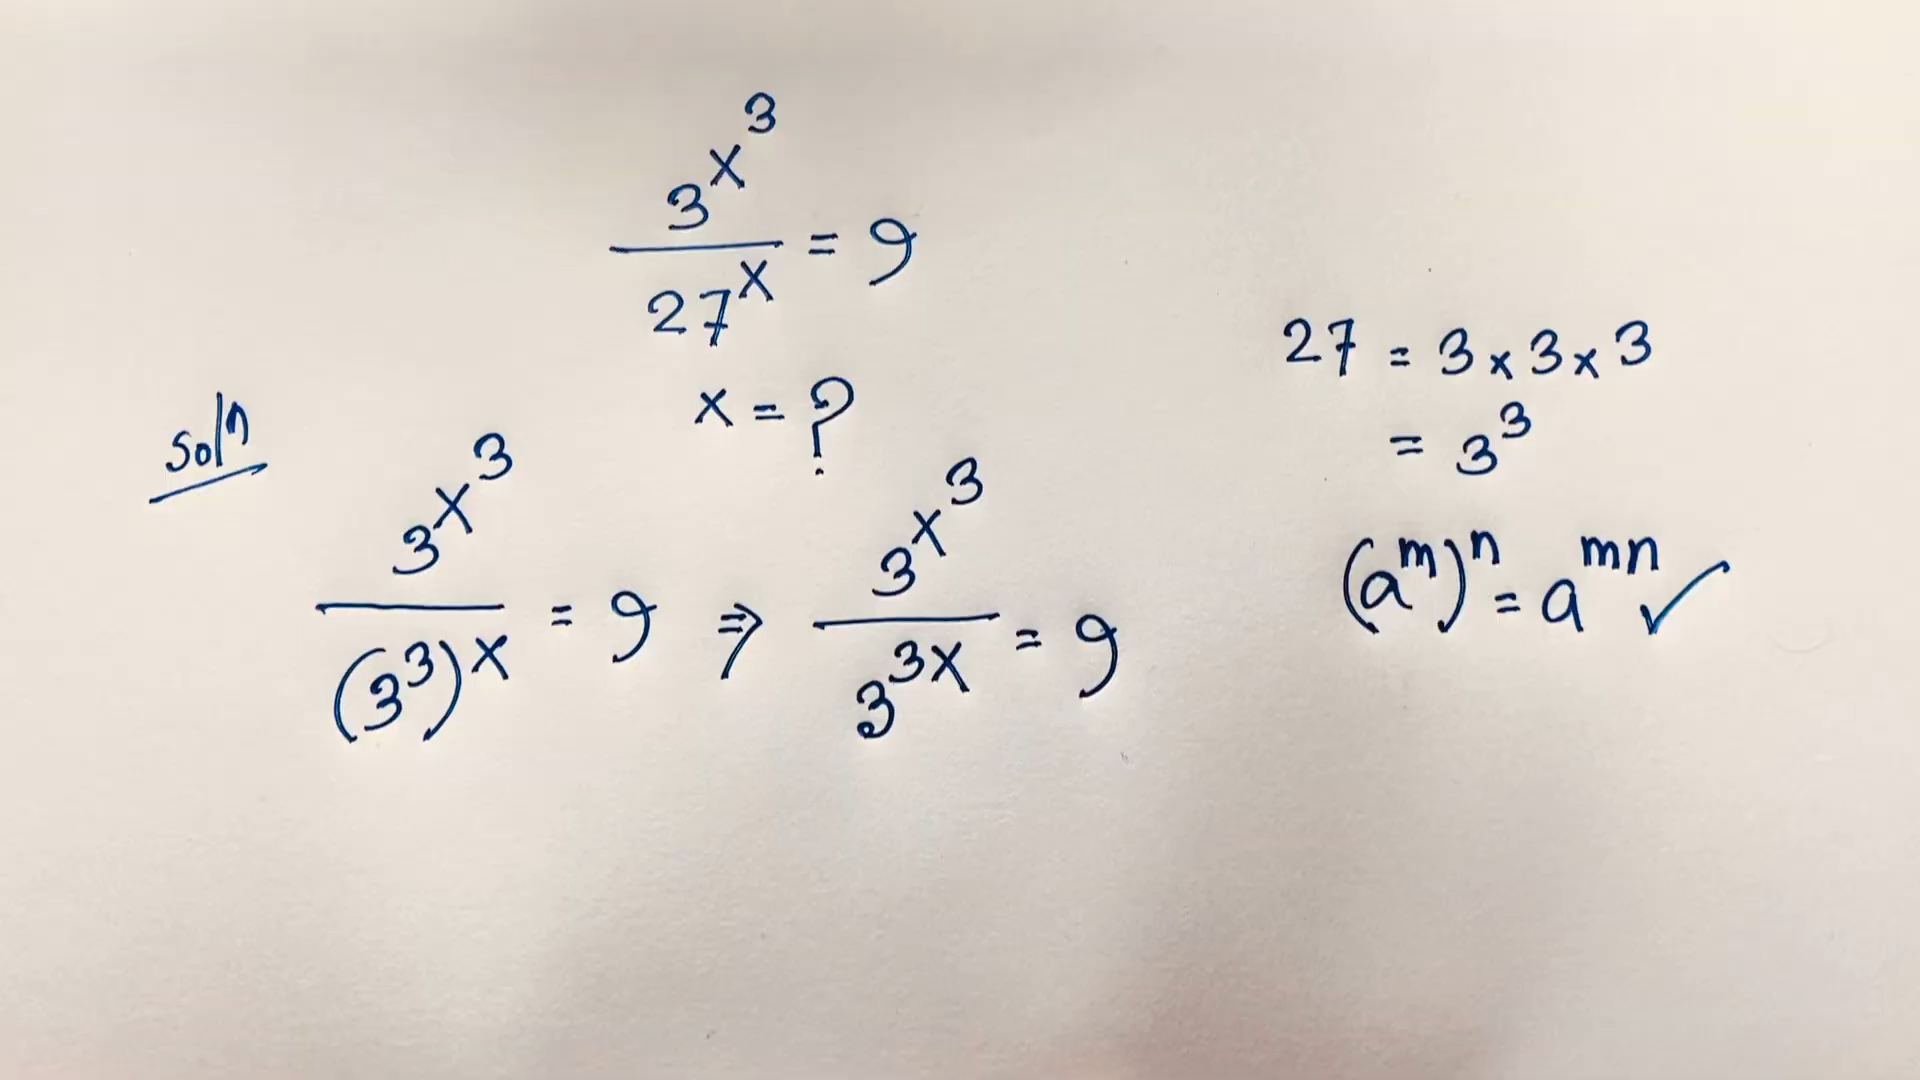 3^x^3 / 27^x = 9
x = ?
27 = 3 x 3 x 3
= 3^3
(a^m)^n = a^mn ✓
Soln
3^x^3 / (3^3)^x = 9 ⇒ 3^x^3 / 3^3x = 9